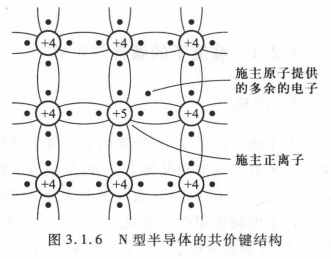 +4 +4 +4
施主原子提供
的多余的电子
+4 +5 +4
施主正离子
+4 +4 +4
图 3.1.6 N 型半导体的共价键结构